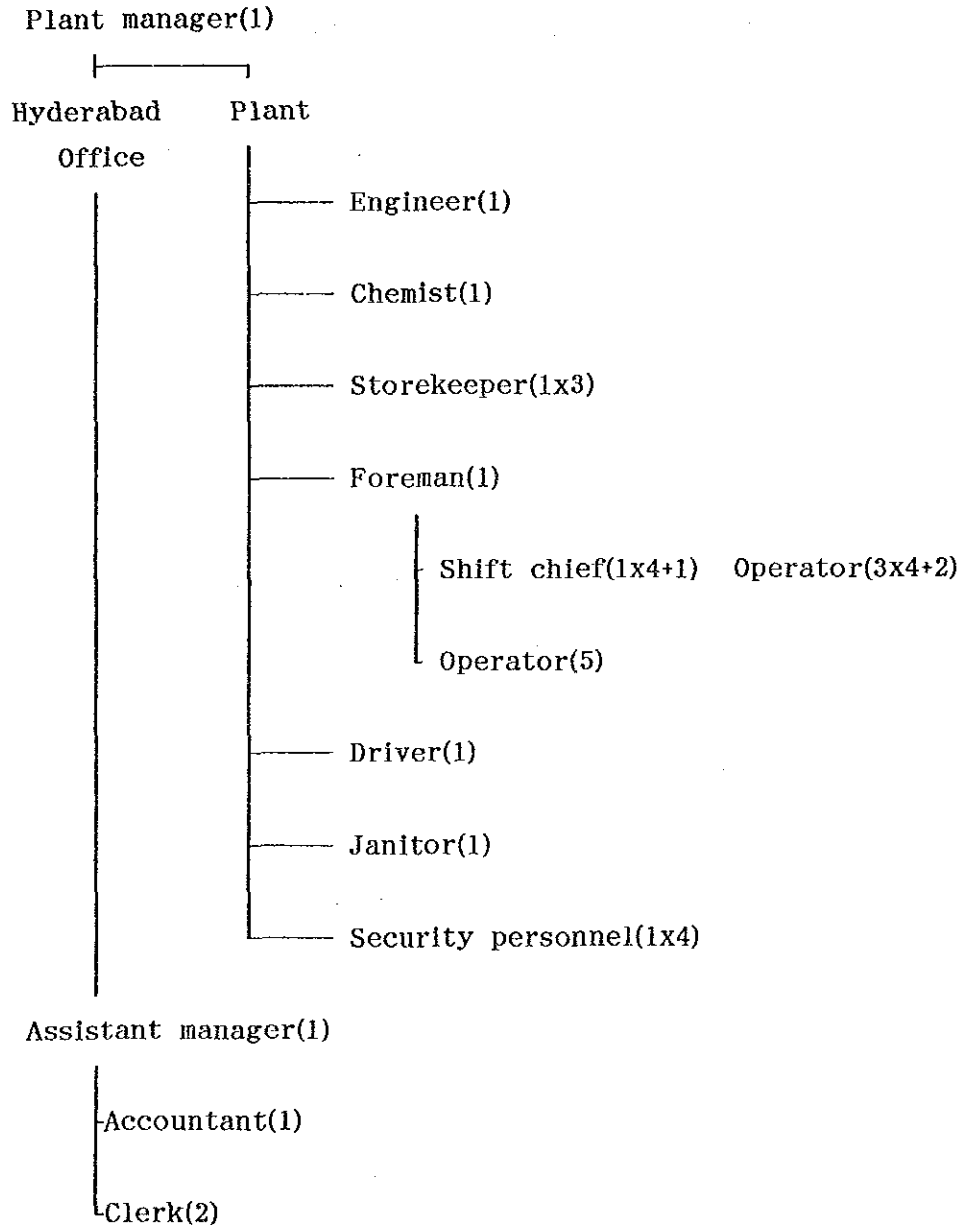 Plant manager(1)
Hyderabad Plant
Office
Engineer(1)
Chemist(1)
Storekeeper(1x3)
Foreman(1)
Shift chief(1x4+1) Operator(3x4+2)
Operator(5)
Driver(1)
Janitor(1)
Security personnel(1x4)
Assistant manager(1)
Accountant(1)
Clerk(2)